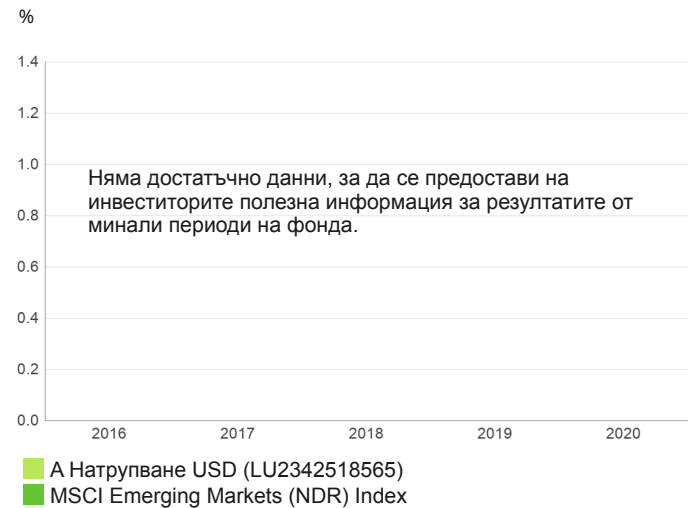 %
1.4
1.2
1.0
Няма достатъчно данни, за да се предостави на
инвеститорите полезна информация за резултатите от
минали периоди на фонда.
0.8
0.6
0.4
0.2
0.0
2016 2017 2018 2019 2020
А Натрупване USD (LU2342518565)
MSCI Emerging Markets (NDR) Index